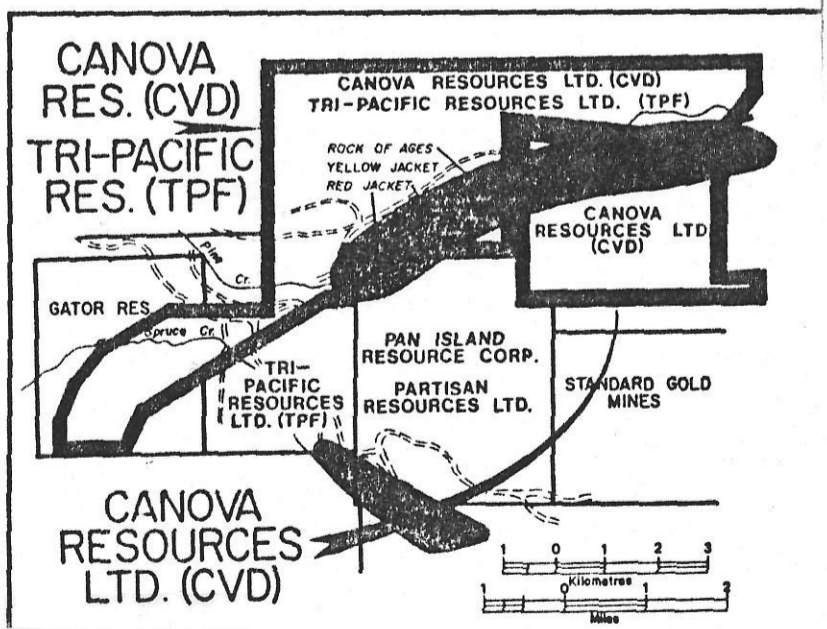 CANOVA
RES. (CVD)
TRI-PACIFIC
RES. (TPF)
CANOVA RESOURCES LTD. (CVD)
TRI-PACIFIC RESOURCES LTD. (TPF)
ROCK OF AGES
YELLOW JACKET
RED JACKET
CANOVA
RESOURCES LTD.
(CVD)
Pine
Cr.
GATOR RES.
Spruce Cr.
TRI-
PACIFIC
RESOURCES
LTD. (TPF)
PAN ISLAND
RESOURCE CORP.
PARTISAN
RESOURCES LTD.
STANDARD GOLD
MINES
CANOVA
RESOURCES
LTD. (CVD)
1 0 1 2 3
Kilometres
1 0 1 2
Miles